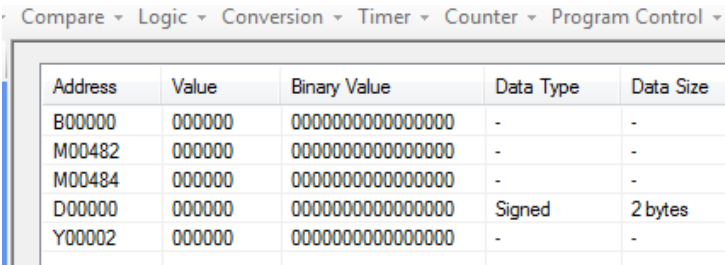 Compare Logic Conversion Timer Counter Program Control
Address Value Binary Value Data Type Data Size
B00000 000000 0000000000000000 - -
M00482 000000 0000000000000000 - -
M00484 000000 0000000000000000 - -
D00000 000000 0000000000000000 Signed 2 bytes
Y00002 000000 0000000000000000 - -